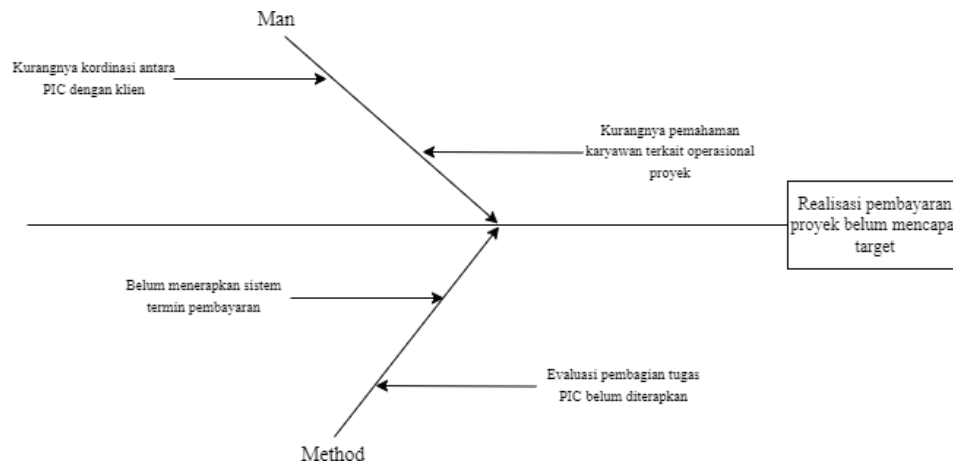 Man
Kurangnya kordinasi antara
PIC dengan klien
Kurangnya pemahaman
karyawan terkait operasional
proyek
Realisasi pembayaran
proyek belum mencapa
target
Belum menerapkan sistem
termin pembayaran
Evaluasi pembagian tugas
PIC belum diterapkan
Method